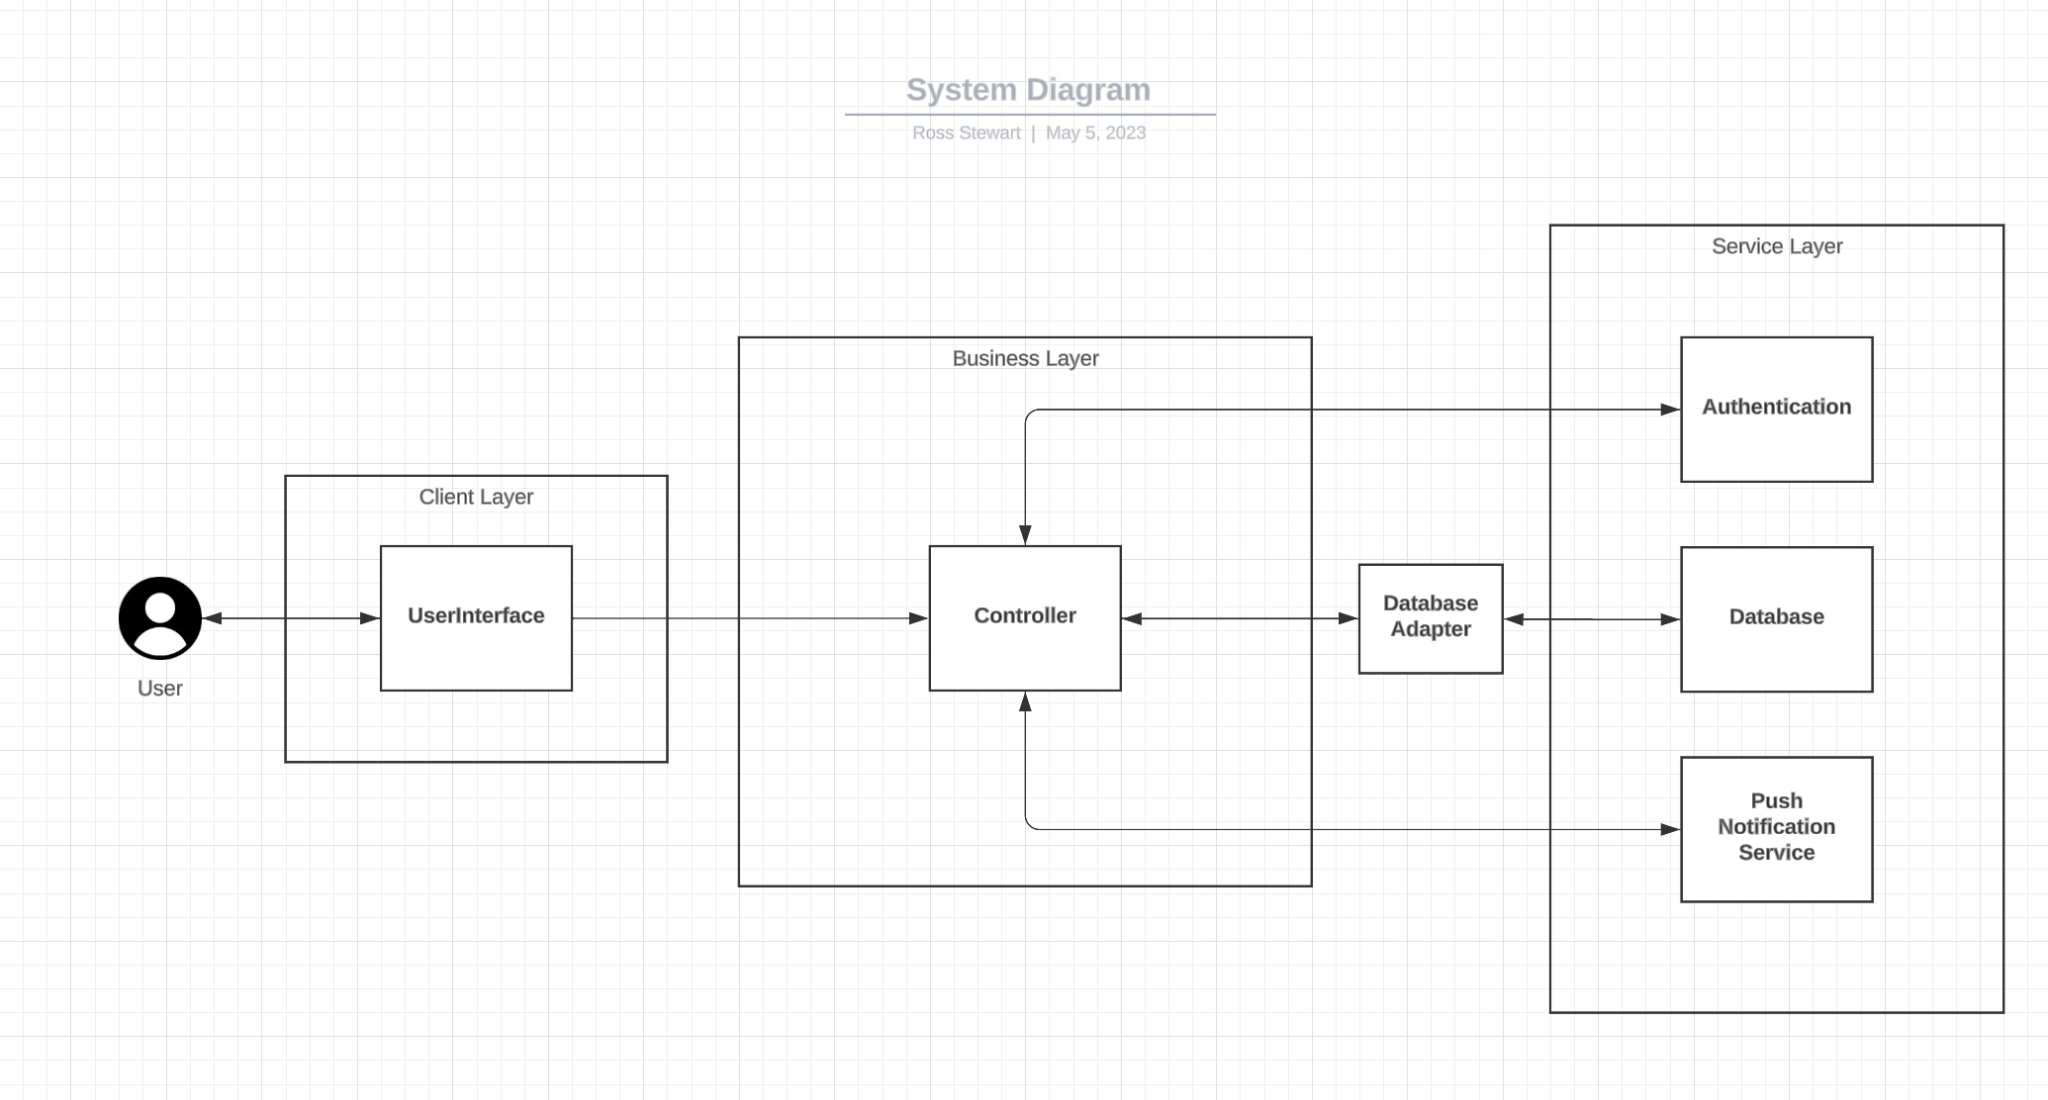 System Diagram
Ross Stewart | May 5, 2023
Service Layer
Business Layer
Authentication
Client Layer
UserInterface
Controller
Database
Adapter
Database
User
Push
Notification
Service